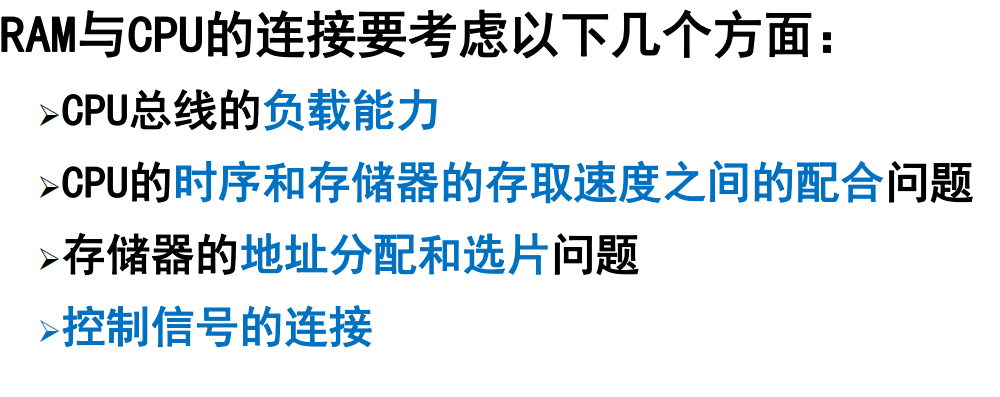 RAM与CPU的连接要考虑以下几个方面：
➢CPU总线的负载能力
➢CPU的时序和存储器的存取速度之间的配合问题
➢存储器的地址分配和选片问题
➢控制信号的连接